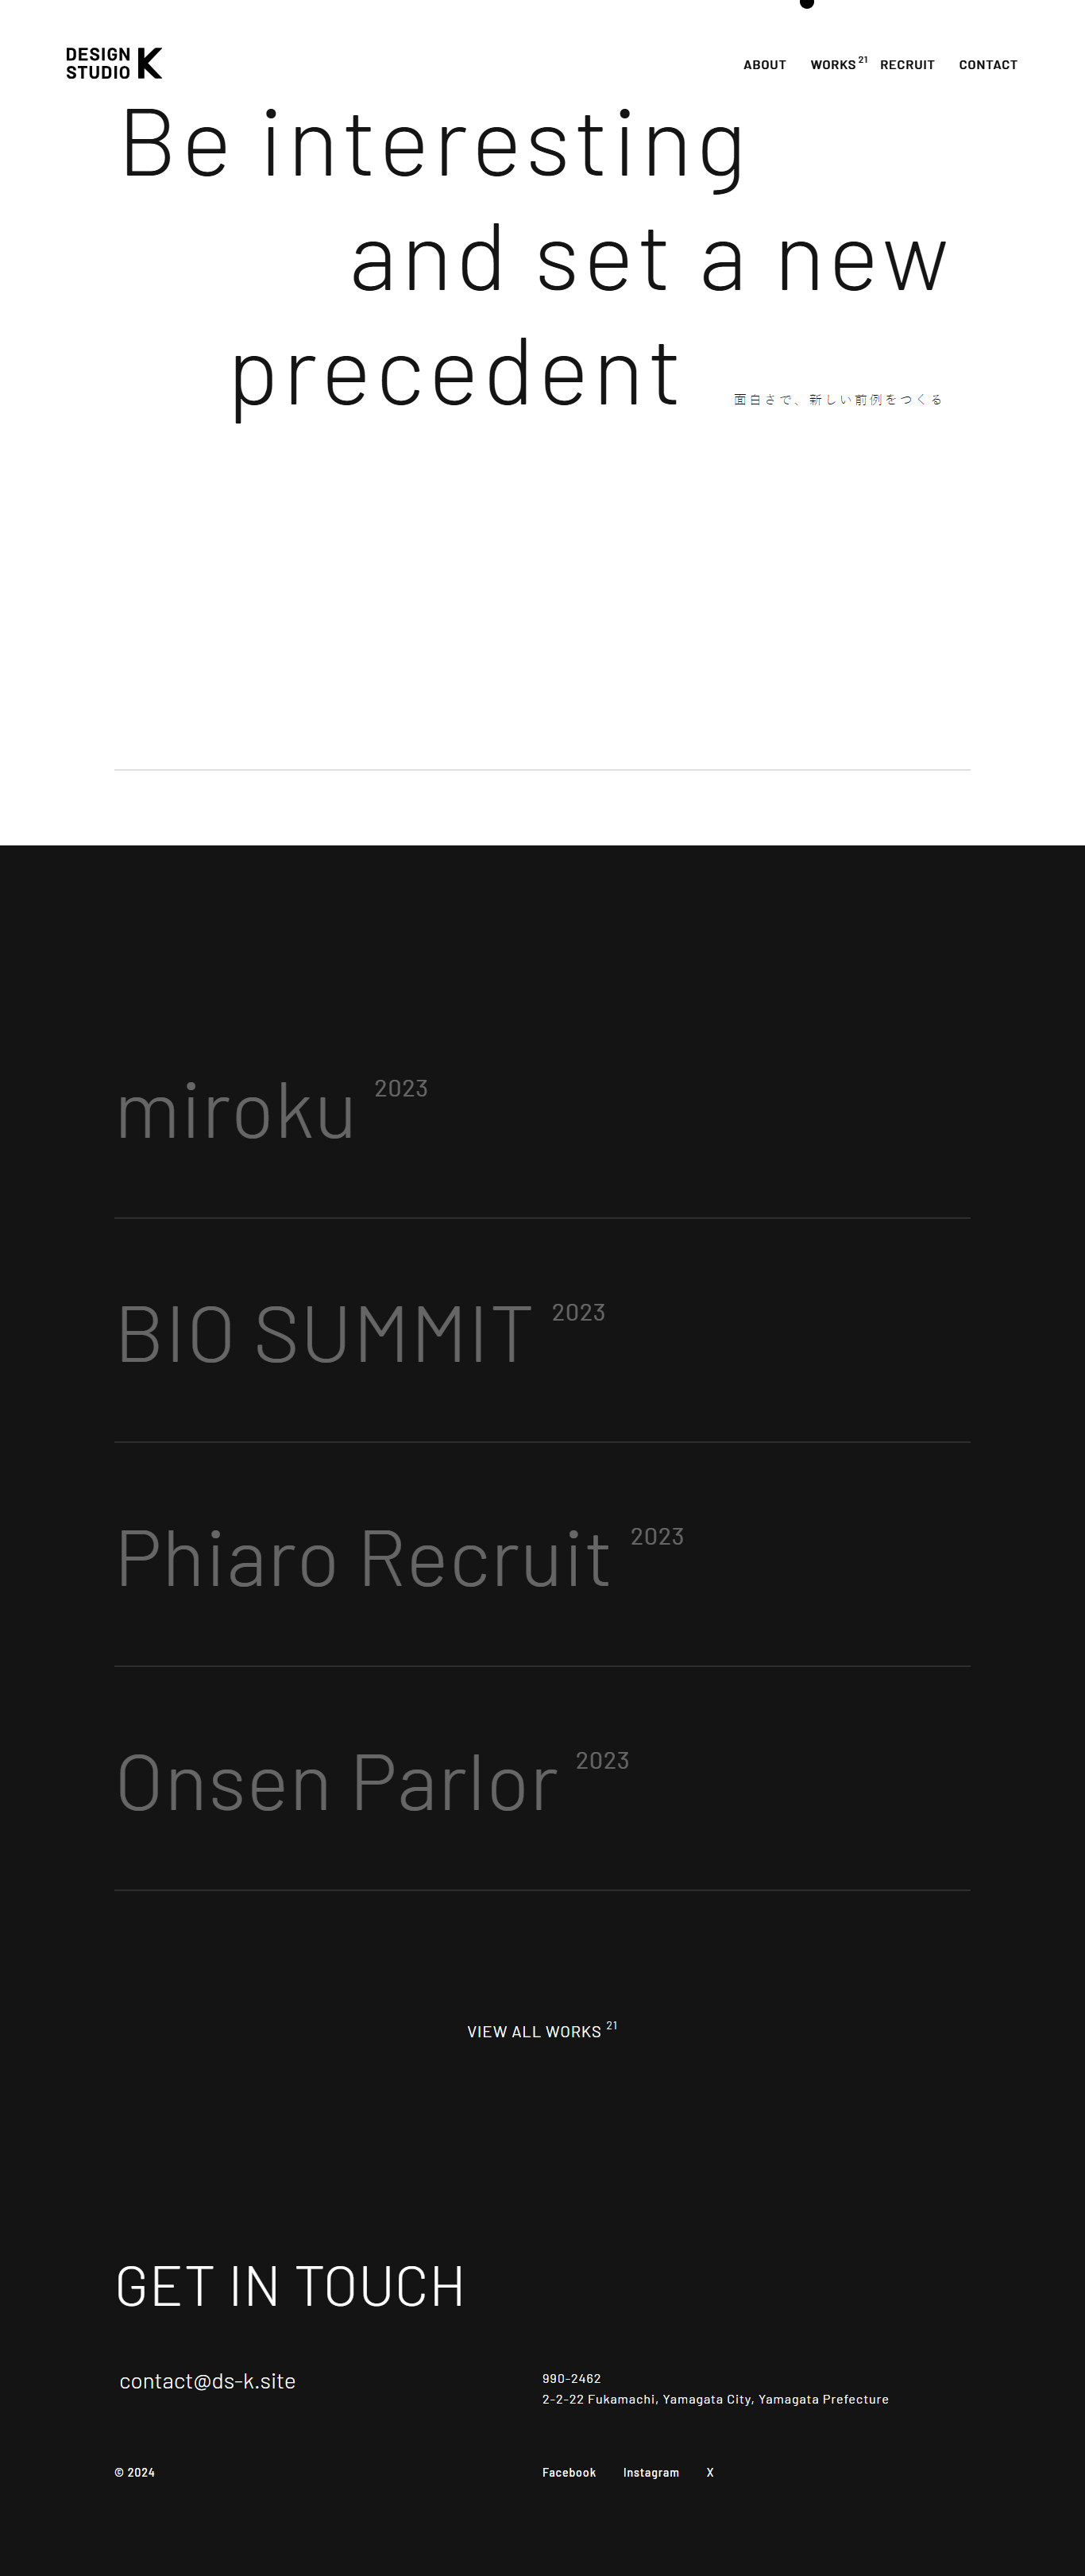 DESIGN
STUDIO K
ABOUT WORKS 21 RECRUIT CONTACT
Be interesting
and set a new
precedent
面白さで、新しい前例をつくる
miroku 2023
BIO SUMMIT 2023
Phiaro Recruit 2023
Onsen Parlor 2023
VIEW ALL WORKS 21
GET IN TOUCH
contact@ds-k.site
990-2462
2-2-22 Fukamachi, Yamagata City, Yamagata Prefecture
© 2024
Facebook Instagram X